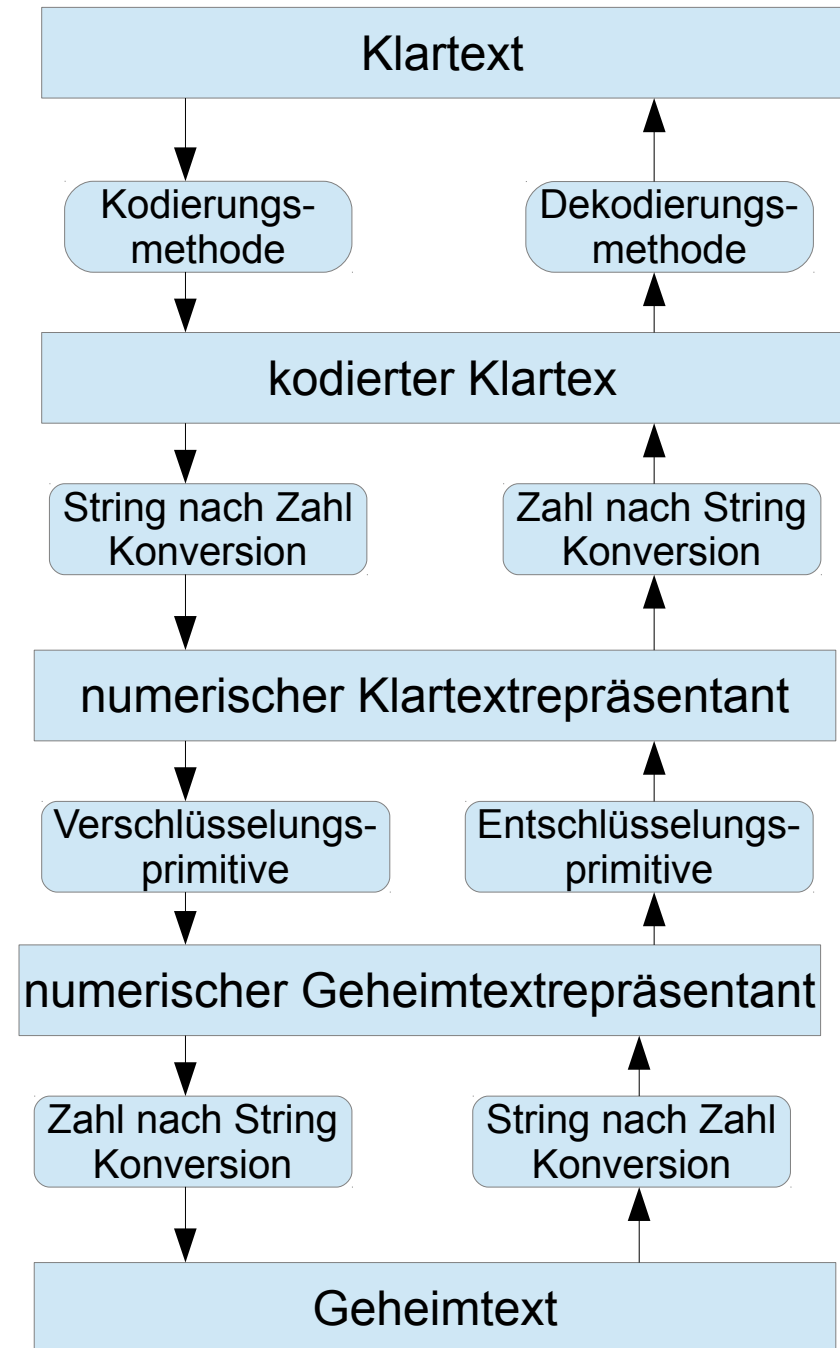 Klartext
Kodierungs-
methode
Dekodierungs-
methode
kodierter Klartex
String nach Zahl
Konversion
Zahl nach String
Konversion
numerischer Klartextrepräsentant
Verschlüsselungs-
primitive
Entschlüsselungs-
primitive
numerischer Geheimtextrepräsentant
Zahl nach String
Konversion
String nach Zahl
Konversion
Geheimtext